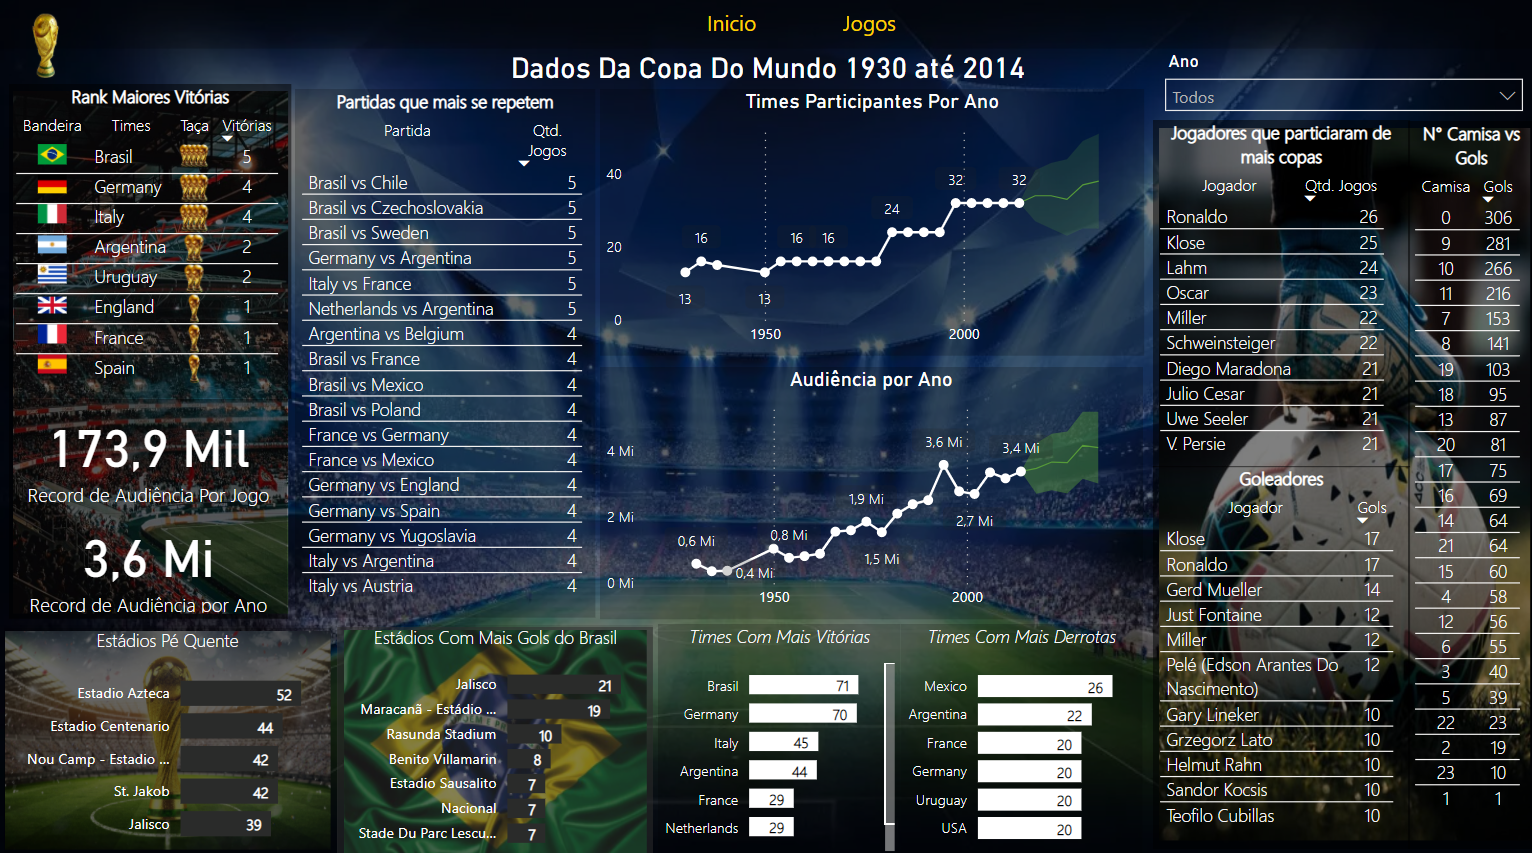 Inicio
Jogos
Dados Da Copa Do Mundo 1930 até 2014
Ano
Todos
Rank Maiores Vitórias
Bandeira Times Taça Vitórias
Brasil 5
Germany 4
Italy 4
Argentina 2
Uruguay 2
England 1
France 1
Spain 1
173,9 Mil
Record de Audiência Por Jogo
3,6 Mi
Record de Audiência por Ano
Partidas que mais se repetem
Partida Qtd.
Jogos
Brasil vs Chile 5
Brasil vs Czechoslovakia 5
Brasil vs Sweden 5
Germany vs Argentina 5
Italy vs France 5
Netherlands vs Argentina 5
Argentina vs Belgium 4
Brasil vs France 4
Brasil vs Mexico 4
Brasil vs Poland 4
France vs Germany 4
France vs Mexico 4
Germany vs England 4
Germany vs Spain 4
Germany vs Yugoslavia 4
Italy vs Argentina 4
Italy vs Austria 4
Times Participantes Por Ano
40
20
0
13
16
13
16
16
24
32
32
1950
2000
Audiência por Ano
4 Mi
2 Mi
0 Mi
0,6 Mi
0,4 Mi
0,8 Mi
1,9 Mi
1,5 Mi
3,6 Mi
2,7 Mi
3,4 Mi
1950
2000
Jogadores que particiaram de
mais copas
Jogador Qtd. Jogos
Ronaldo 26
Klose 25
Lahm 24
Oscar 23
Míller 22
Schweinsteiger 22
Diego Maradona 21
Julio Cesar 21
Uwe Seeler 21
V. Persie 21
Goleadores
Jogador Gols
Klose 17
Ronaldo 17
Gerd Mueller 14
Just Fontaine 12
Míller 12
Pelé (Edson Arantes Do 12
Nascimento)
Gary Lineker 10
Grzegorz Lato 10
Helmut Rahn 10
Sandor Kocsis 10
Teofilo Cubillas 10
N° Camisa vs
Gols
Camisa Gols
0 306
9 281
10 266
11 216
7 153
8 141
19 103
18 95
13 87
20 81
17 75
16 69
14 64
21 64
15 60
4 58
12 56
6 55
3 40
5 39
22 23
2 19
23 10
1 1
Estádios Pé Quente
Estadio Azteca 52
Estadio Centenario 44
Nou Camp - Estadio ... 42
St. Jakob 42
Jalisco 39
Estádios Com Mais Gols do Brasil
Jalisco 21
Maracanã - Estádio ... 19
Rasunda Stadium 10
Benito Villamarin 8
Estadio Sausalito 7
Nacional 7
Stade Du Parc Lescu... 7
Times Com Mais Vitórias
Brasil 71
Germany 70
Italy 45
Argentina 44
France 29
Netherlands 29
Times Com Mais Derrotas
Mexico 26
Argentina 22
France 20
Germany 20
Uruguay 20
USA 20